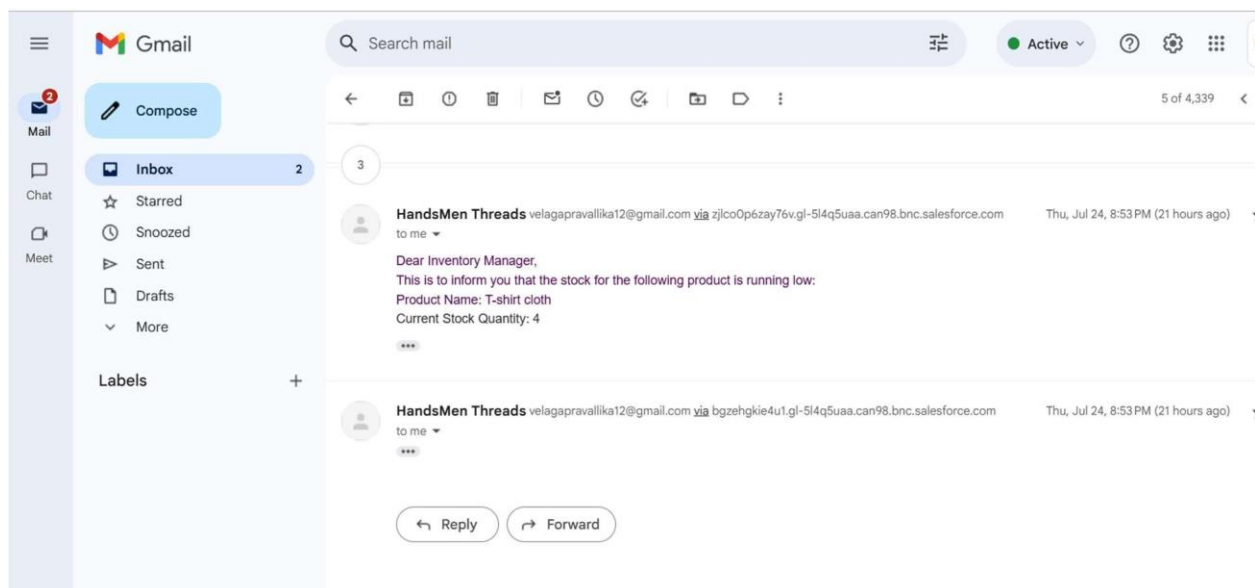 Gmail
Search mail
Active
2
Mail
Compose
5 of 4,339
Inbox 2
3
Chat
Starred
Snoozed
Meet
Sent
Drafts
More
Labels
HandsMen Threads velagapravallika12@gmail.com via zjlco0p6zay76v.gl-5l4q5uaa.can98.bnc.salesforce.com Thu, Jul 24, 8:53 PM (21 hours ago)
to me
Dear Inventory Manager,
This is to inform you that the stock for the following product is running low:
Product Name: T-shirt cloth
Current Stock Quantity: 4
HandsMen Threads velagapravallika12@gmail.com via bgzehgkie4u1.gl-5l4q5uaa.can98.bnc.salesforce.com Thu, Jul 24, 8:53 PM (21 hours ago)
to me
Reply
Forward